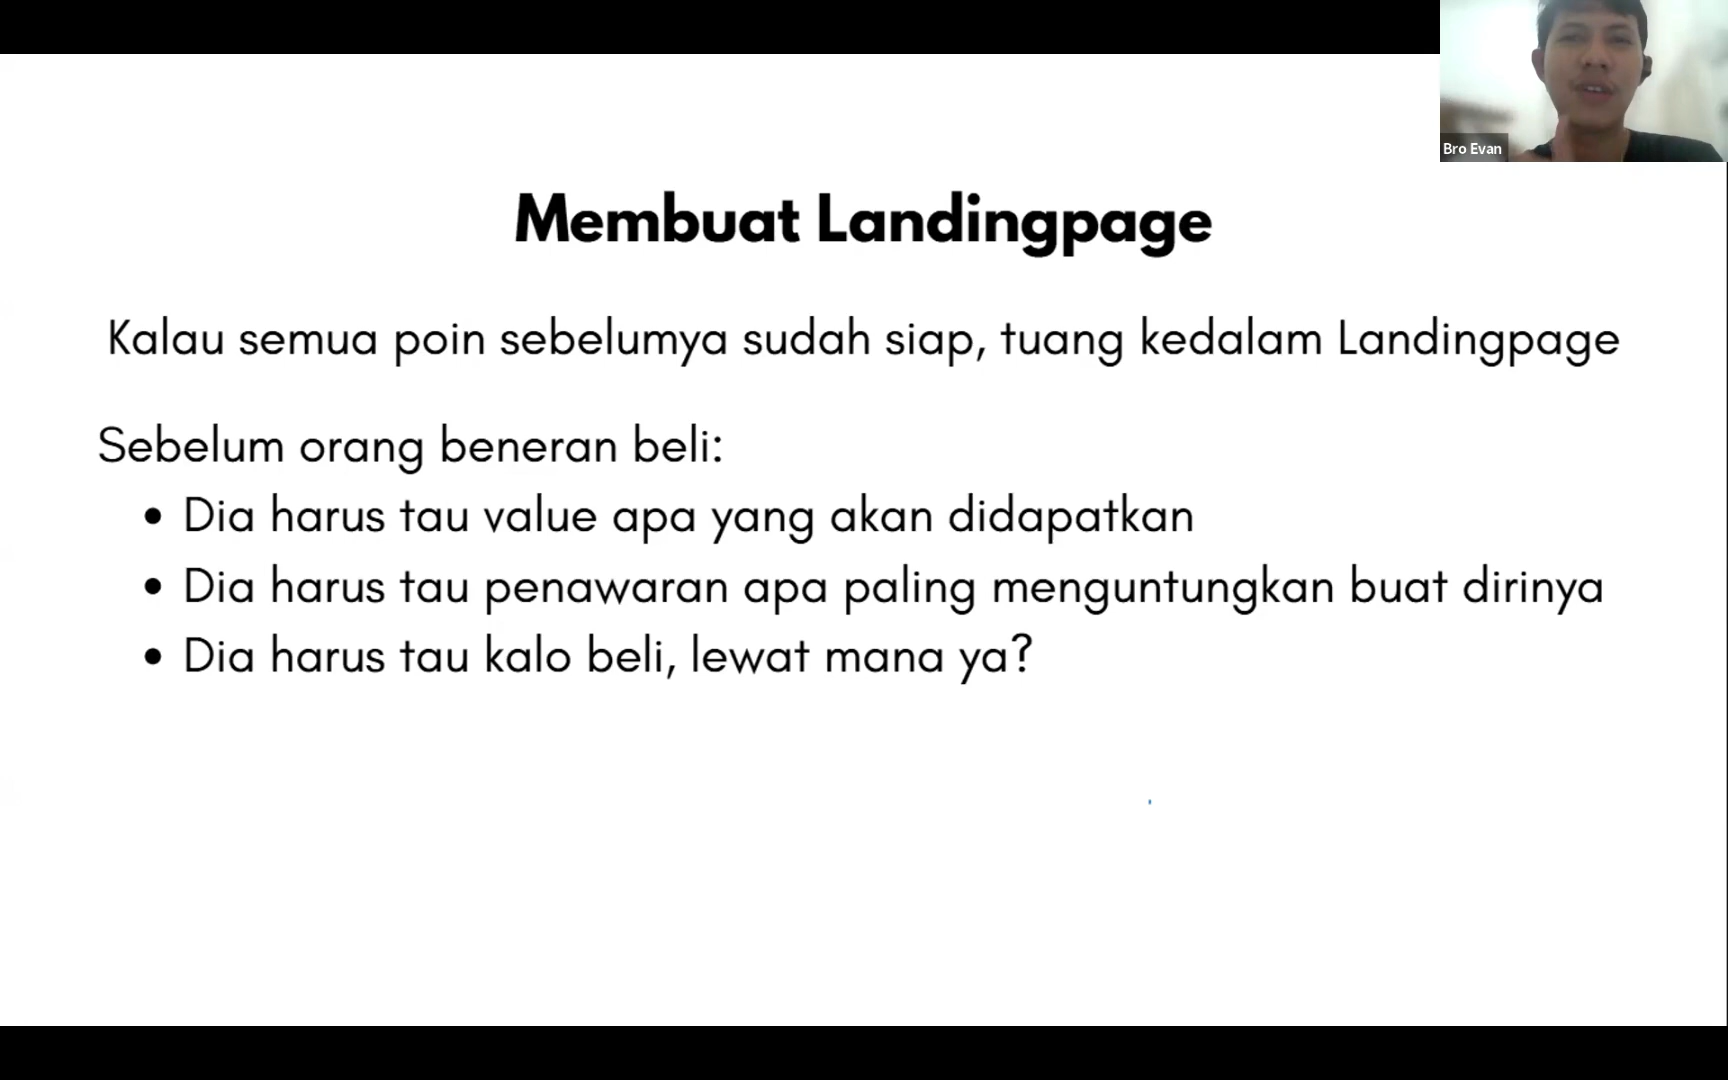 Bro Evan
Membuat Landingpage
Kalau semua poin sebelumya sudah siap, tuang kedalam Landingpage
Sebelum orang beneran beli:
• Dia harus tau value apa yang akan didapatkan
• Dia harus tau penawaran apa paling menguntungkan buat dirinya
• Dia harus tau kalo beli, lewat mana ya?